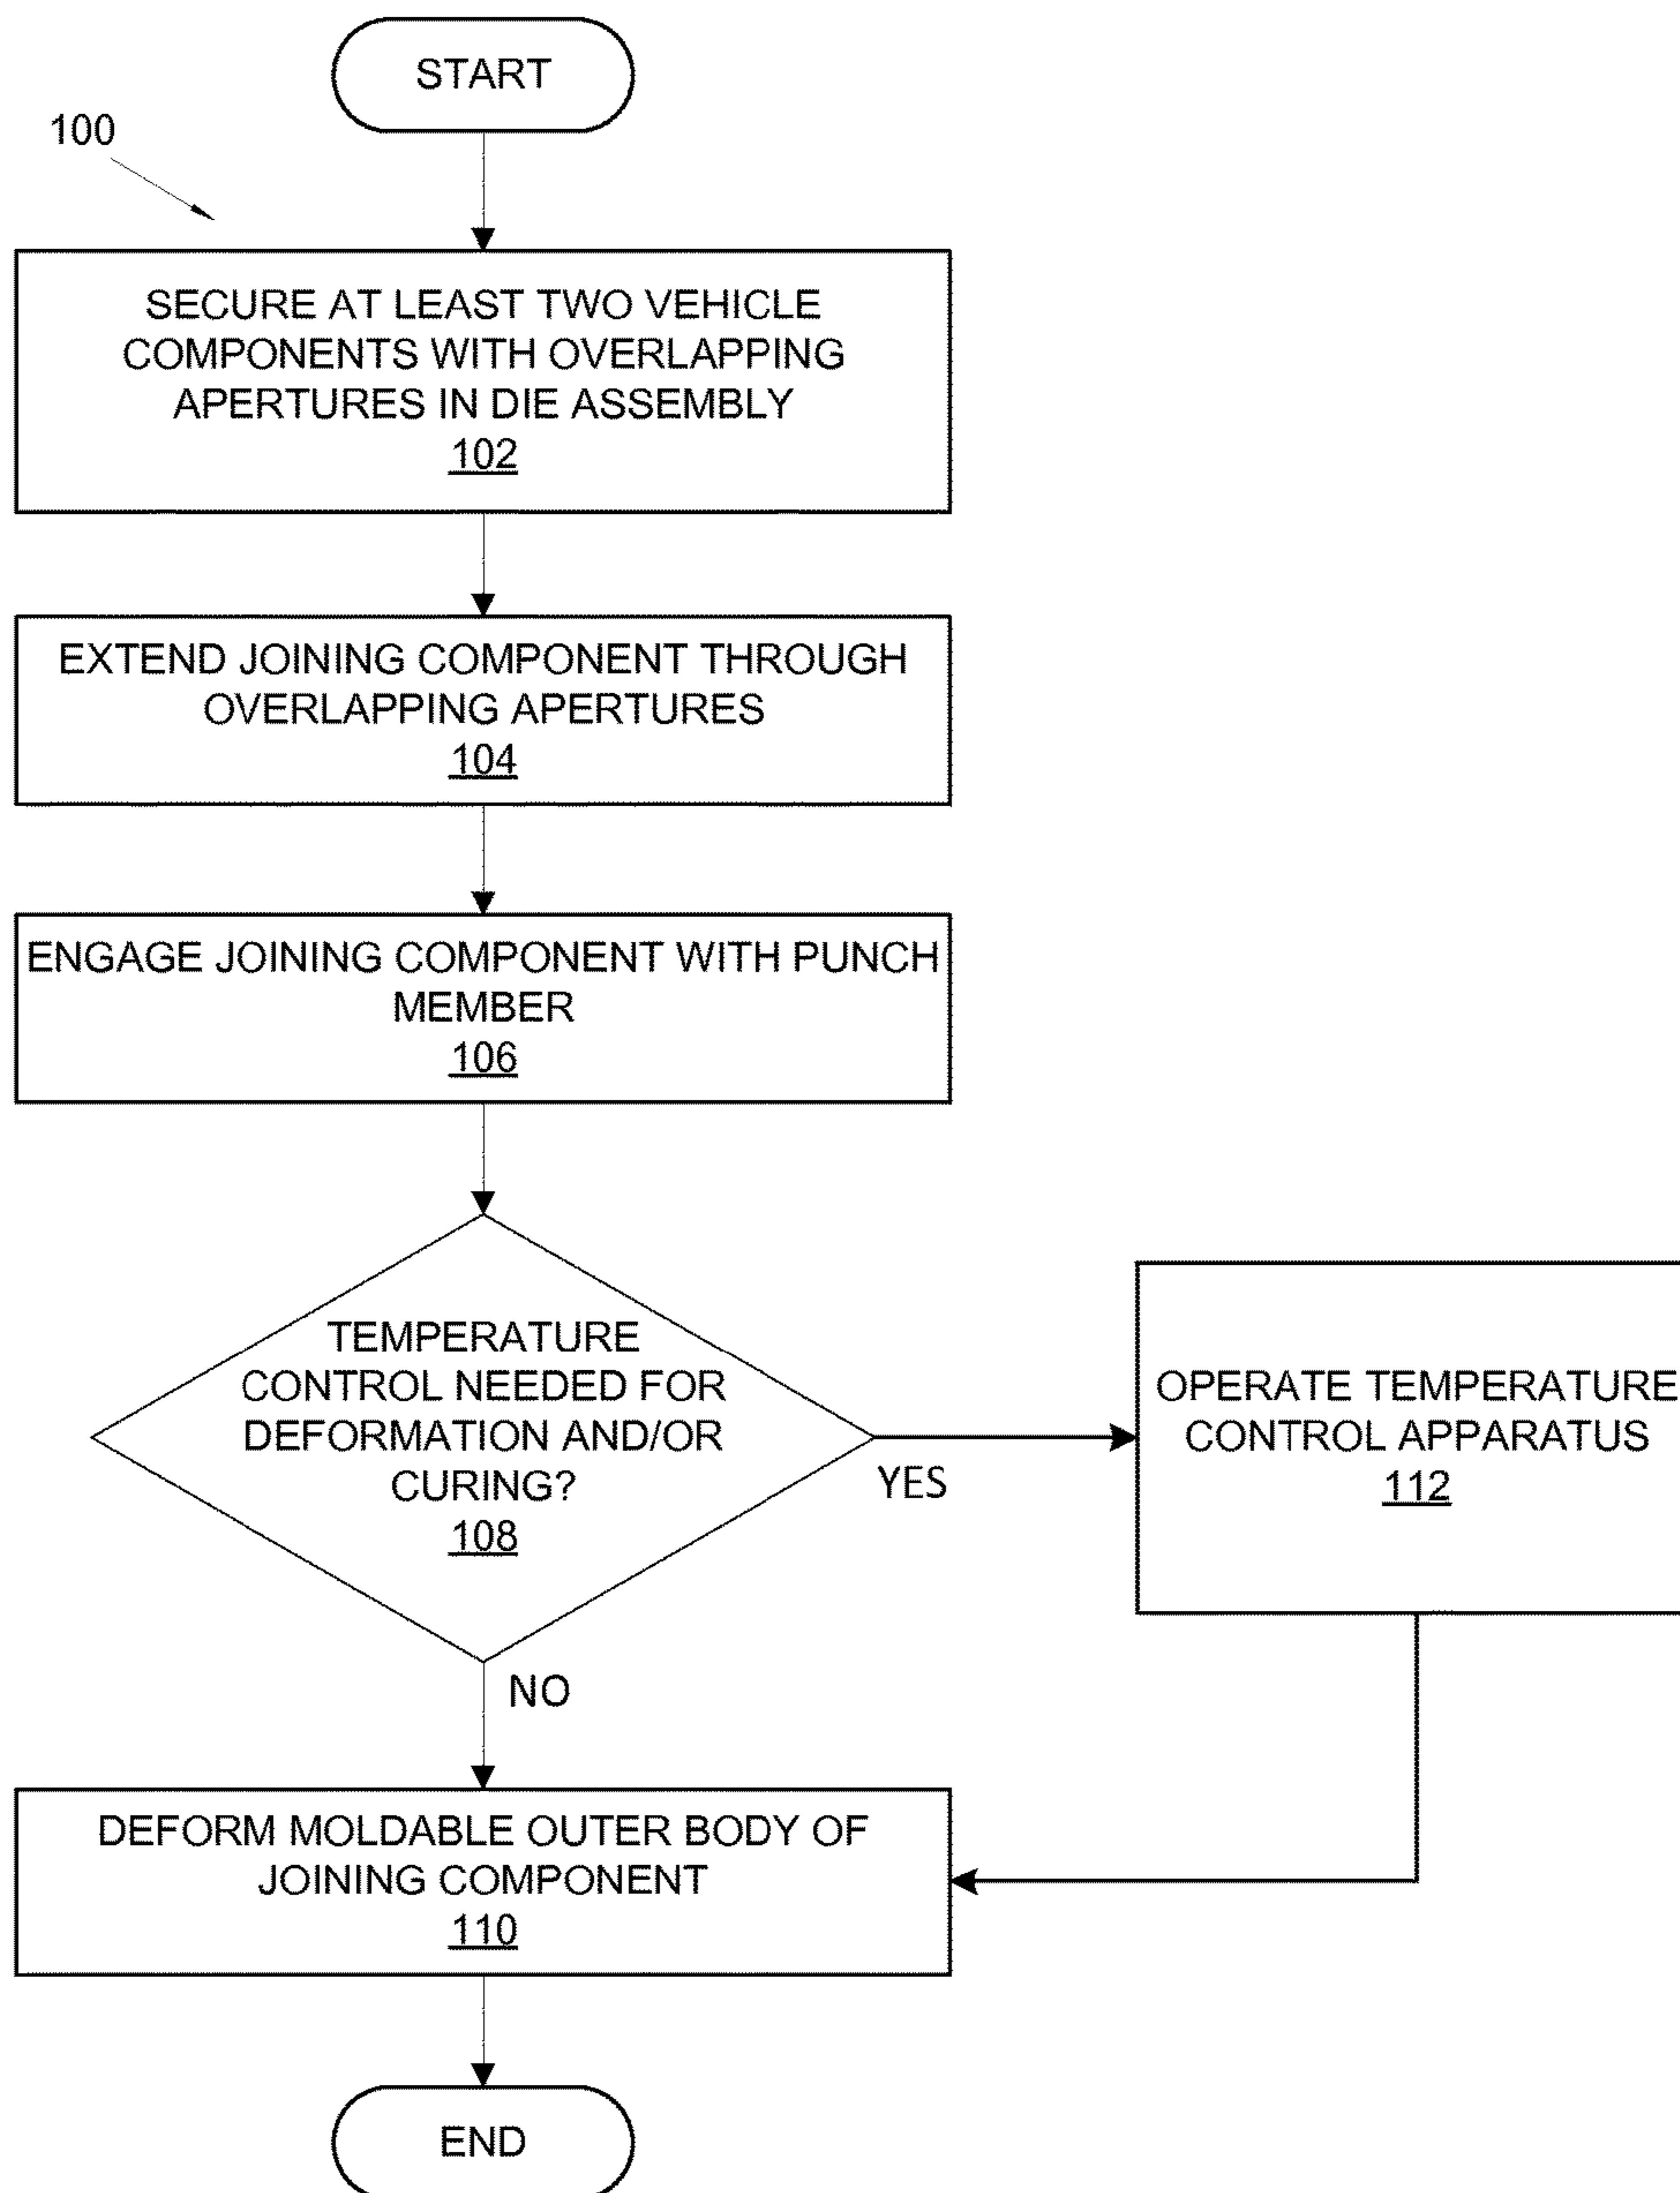 START
100
SECURE AT LEAST TWO VEHICLE
COMPONENTS WITH OVERLAPPING
APERTURES IN DIE ASSEMBLY
102
EXTEND JOINING COMPONENT THROUGH
OVERLAPPING APERTURES
104
ENGAGE JOINING COMPONENT WITH PUNCH
MEMBER
106
TEMPERATURE
CONTROL NEEDED FOR
DEFORMATION AND/OR
CURING?
108
YES
OPERATE TEMPERATURE
CONTROL APPARATUS
112
NO
DEFORM MOLDABLE OUTER BODY OF
JOINING COMPONENT
110
END